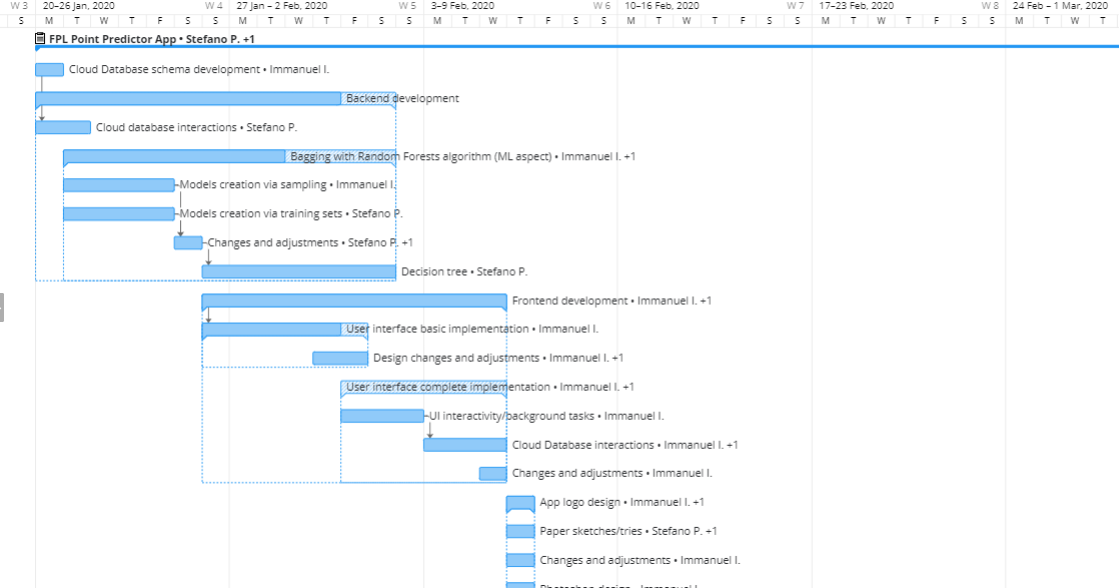 W 3 20–26 Jan, 2020 W 4 27 Jan – 2 Feb, 2020 W 5 3–9 Feb, 2020 W 6 10–16 Feb, 2020 W 7 17–23 Feb, 2020 W 8 24 Feb – 1 Mar, 2020
S M T W T F S S M T W T F S S M T W T F S S M T W T F S S M T W T F S S M T W T
FPL Point Predictor App • Stefano P. +1
Cloud Database schema development • Immanuel I.
Backend development
Cloud database interactions • Stefano P.
Bagging with Random Forests algorithm (ML aspect) • Immanuel I. +1
Models creation via sampling • Immanuel I.
Models creation via training sets • Stefano P.
Changes and adjustments • Stefano P. +1
Decision tree • Stefano P.
Frontend development • Immanuel I. +1
User interface basic implementation • Immanuel I.
Design changes and adjustments • Immanuel I. +1
User interface complete implementation • Immanuel I. +1
UI interactivity/background tasks • Immanuel I.
Cloud Database interactions • Immanuel I. +1
Changes and adjustments • Immanuel I.
App logo design • Immanuel I. +1
Paper sketches/tries • Stefano P. +1
Changes and adjustments • Immanuel I.
Photoshop design • Immanuel I.